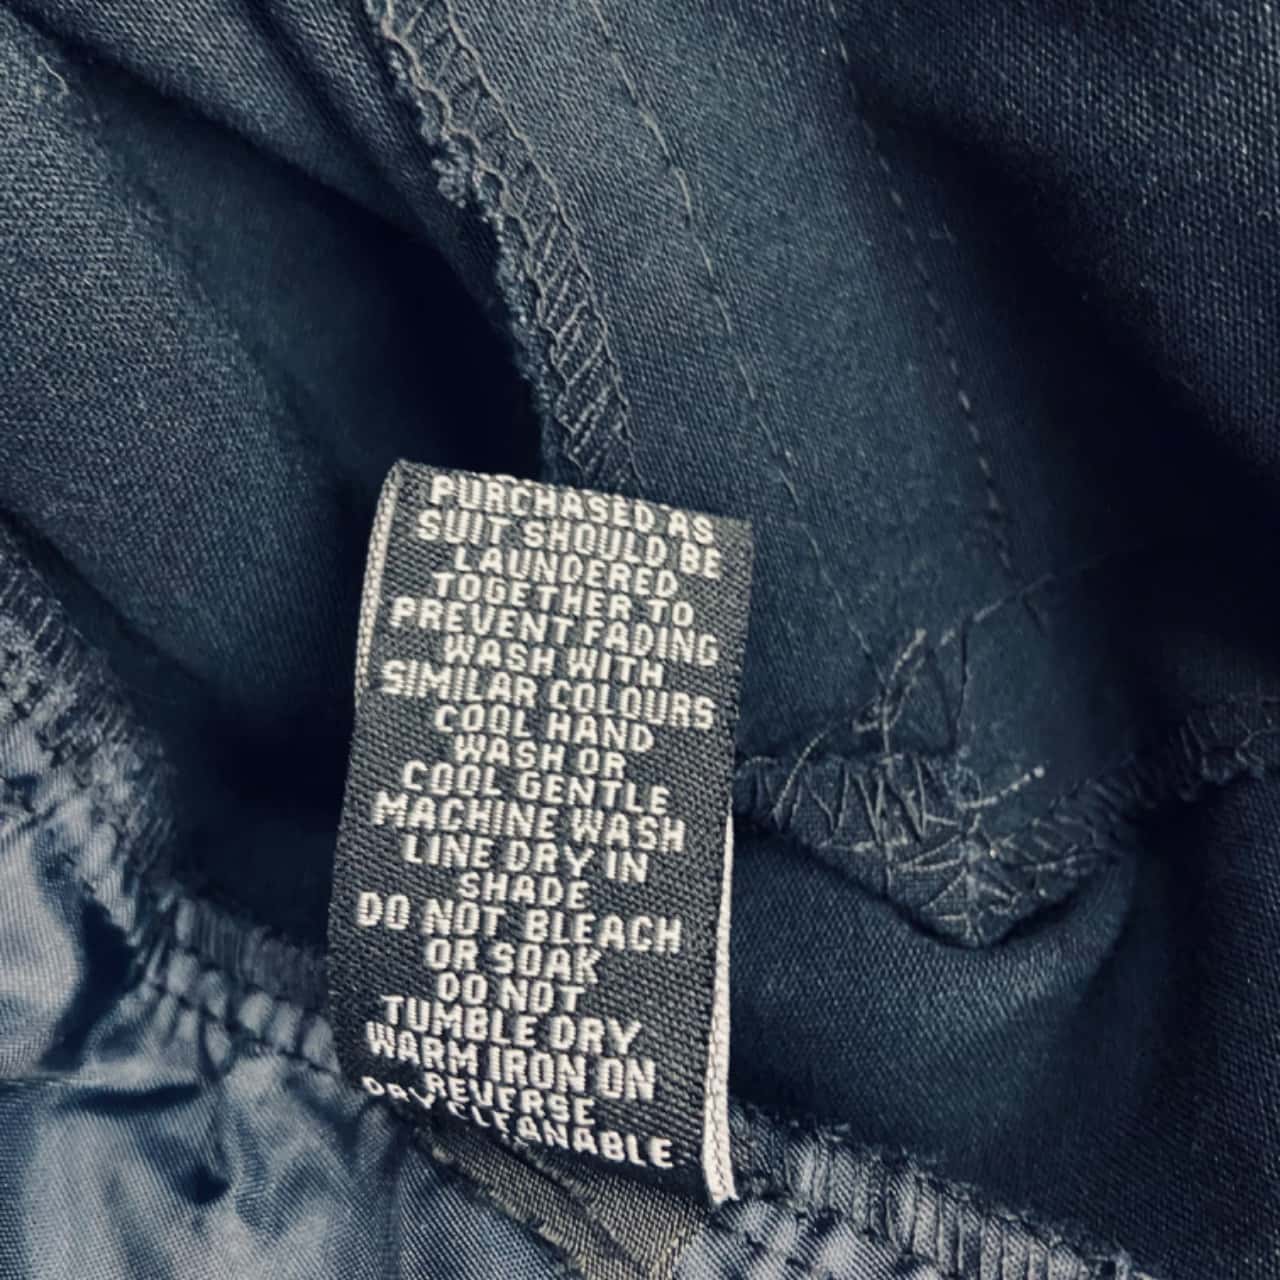 PURCHASED AS
SUIT SHOULD BE
LAUNDERED
TOGETHER TO
PREVENT FADING
WASH WITH
SIMILAR COLOURS
COOL HAND
WASH OR
COOL GENTLE
MACHINE WASH
LINE DRY IN
SHADE
DO NOT BLEACH
OR SOAK
DO NOT
TUMBLE DRY
WARM IRON ON
REVERSE
DRY CLEANABLE